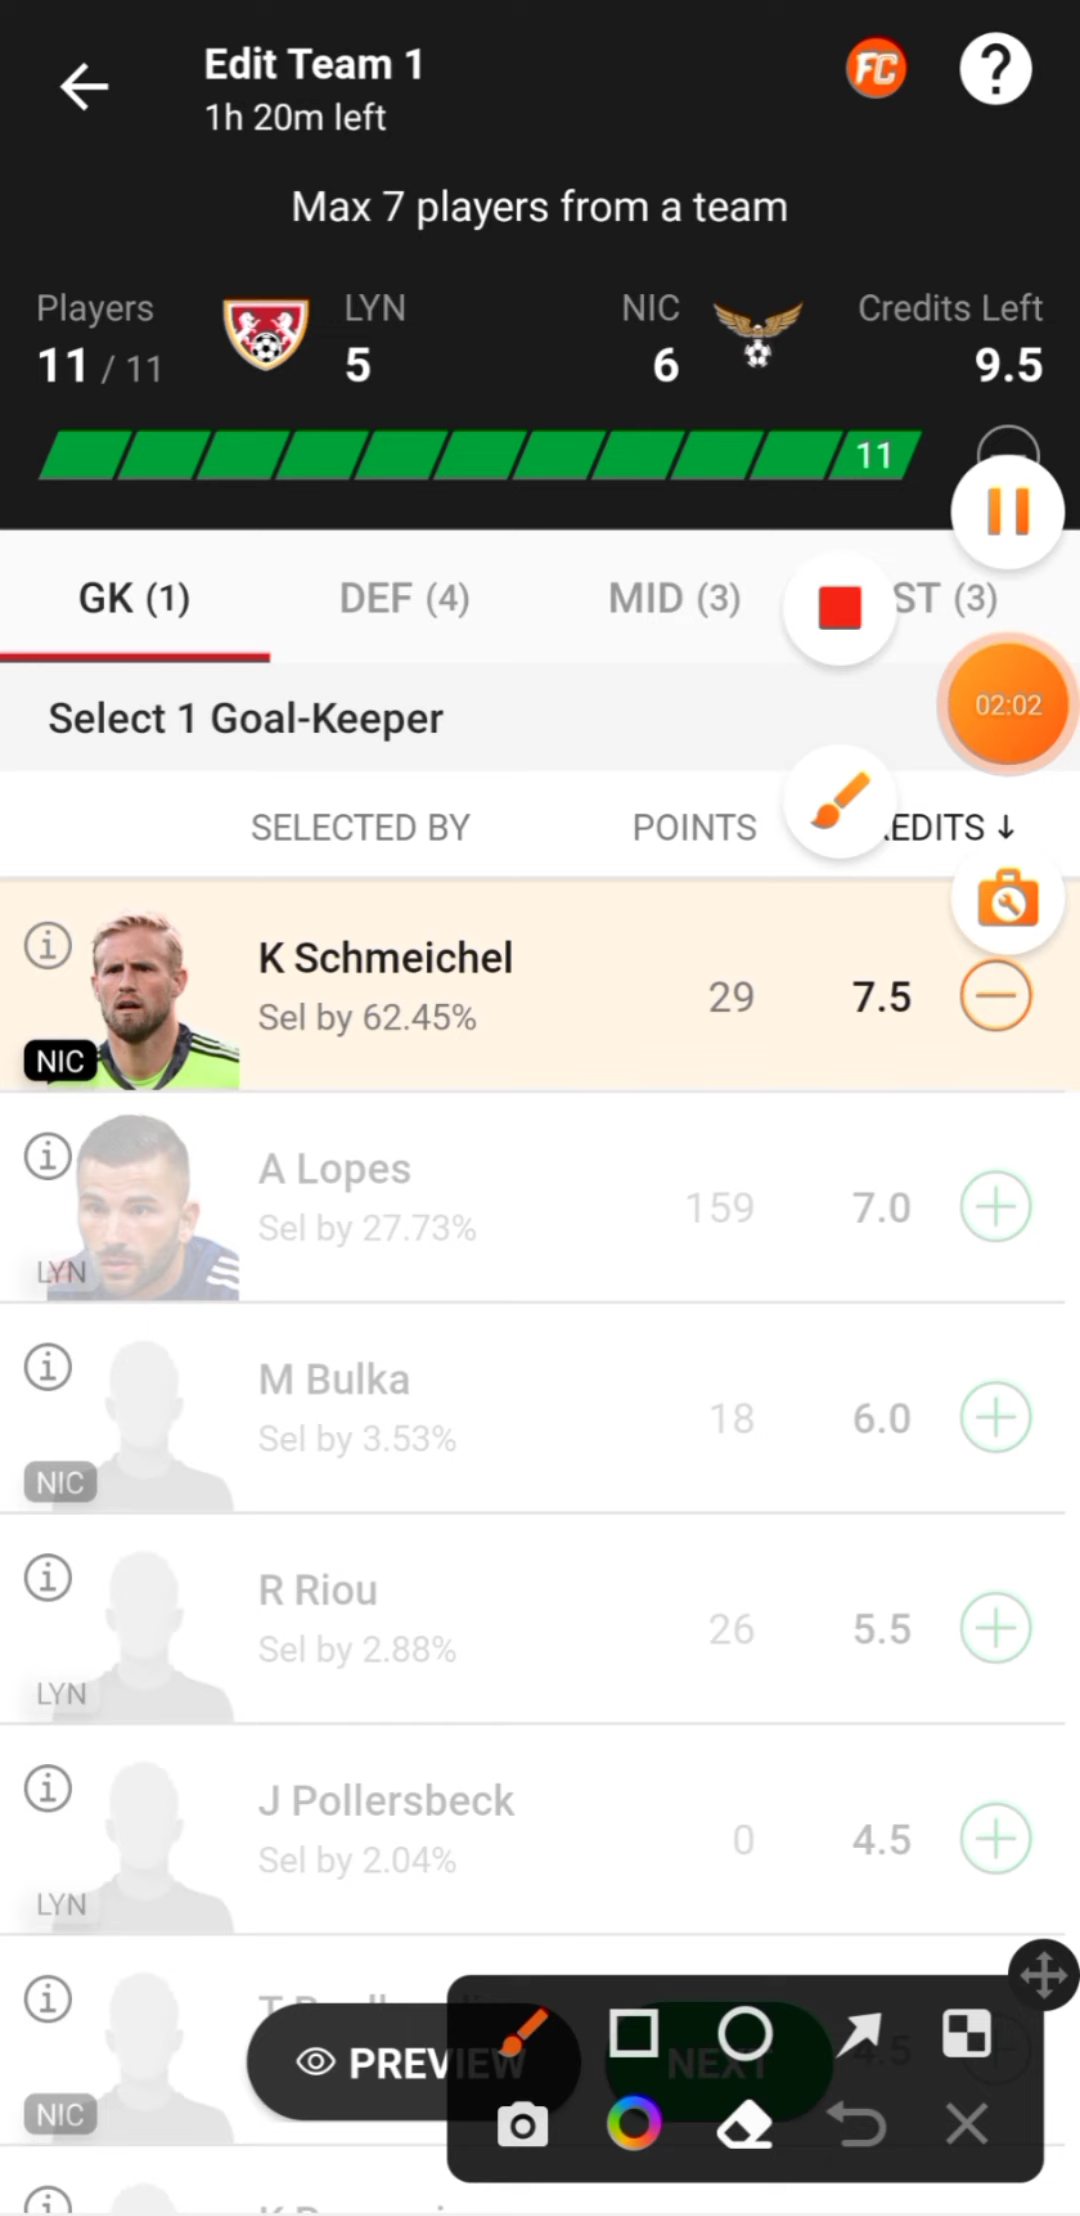 Edit Team 1
FC
?
1h 20m left
Max 7 players from a team
Players LYN NIC Credits Left
11 / 11 5 6 9.5
11
GK (1) DEF (4) MID (3) ST (3)
Select 1 Goal-Keeper
02:02
SELECTED BY POINTS EDITS ↓
K Schmeichel
Sel by 62.45%
29 7.5
NIC
A Lopes
Sel by 27.73%
159 7.0
LYN
M Bulka
Sel by 3.53%
18 6.0
NIC
R Riou
Sel by 2.88%
26 5.5
LYN
J Pollersbeck
Sel by 2.04%
0 4.5
LYN
PREVIEW NEXT 4.5
NIC